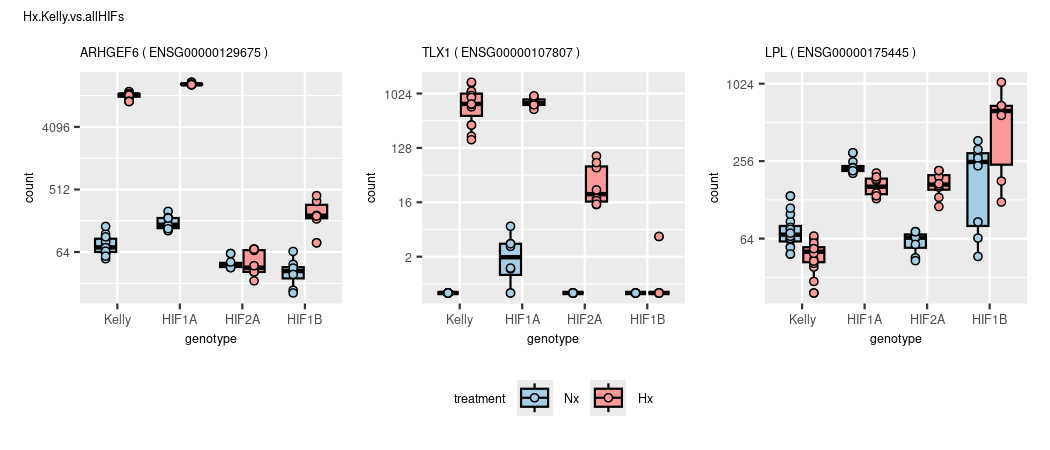 Hx.Kelly.vs.allHIFs
ARHGEF6 ( ENSG00000129675 )
count
4096
512
64
Kelly HIF1A HIF2A HIF1B
genotype
TLX1 ( ENSG00000107807 )
count
1024
128
16
2
Kelly HIF1A HIF2A HIF1B
genotype
LPL ( ENSG00000175445 )
count
1024
256
64
Kelly HIF1A HIF2A HIF1B
genotype
treatment Nx Hx